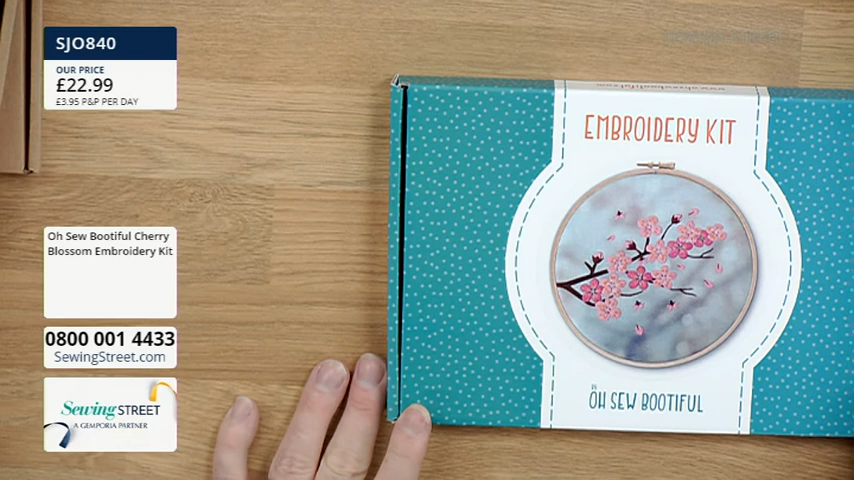 SJO840
OUR PRICE
£22.99
£3.95 P&P PER DAY
Oh Sew Bootiful Cherry
Blossom Embroidery Kit
0800 001 4433
SewingStreet.com
Sewing STREET
A GEMPORIA PARTNER
EMBROIDERY KIT
BY
OH SEW BOOTIFUL